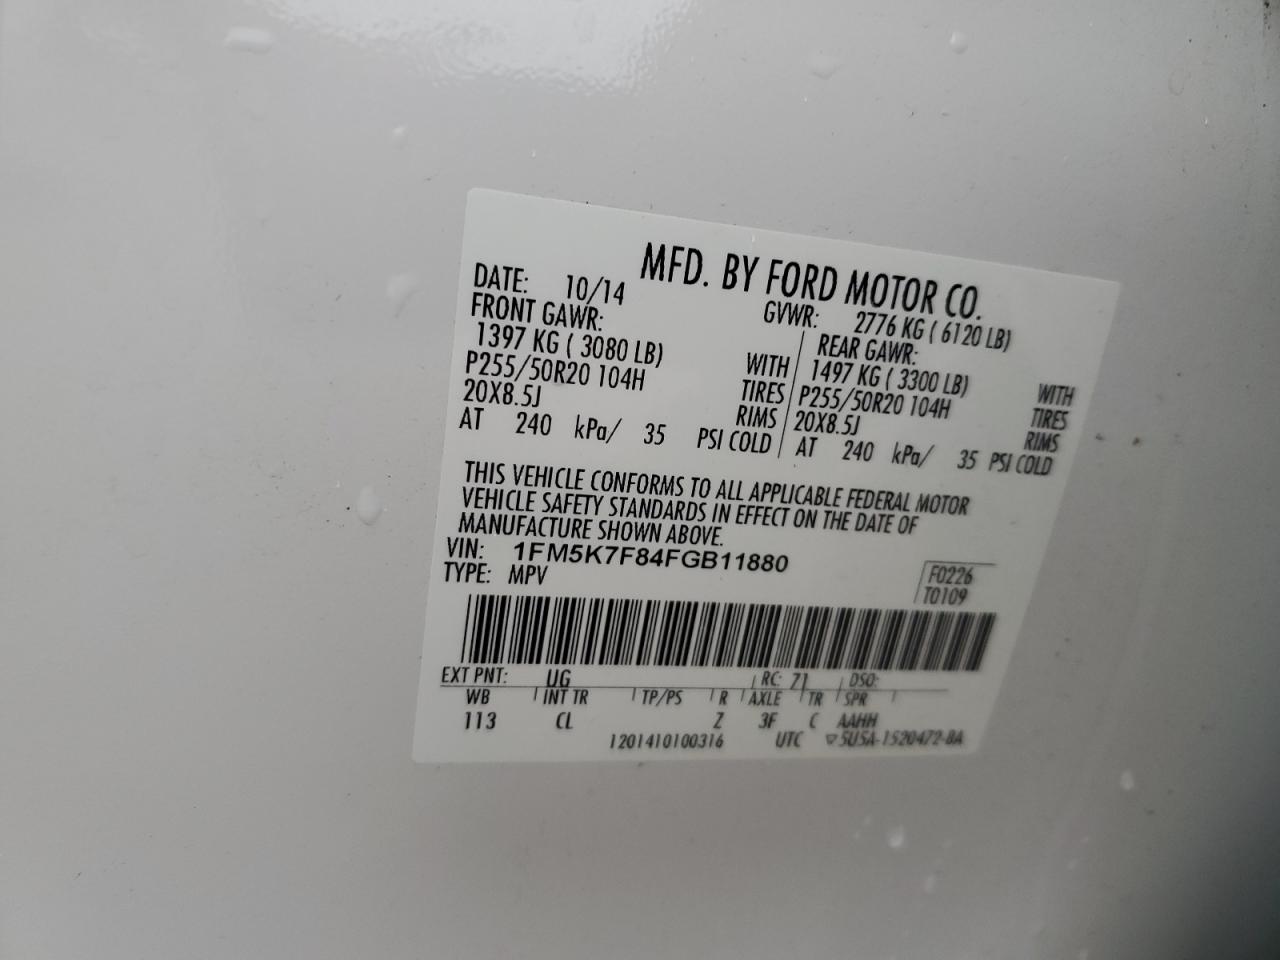 MFD. BY FORD MOTOR CO.
DATE: 10/14 GVWR: 2776 KG ( 6120 LB)
FRONT GAWR: REAR GAWR:
1397 KG ( 3080 LB) WITH 1497 KG ( 3300 LB) WITH
P255/50R20 104H TIRES P255/50R20 104H TIRES
20X8.5J RIMS 20X8.5J RIMS
AT 240 kPa/ 35 PSI COLD AT 240 kPa/ 35 PSI COLD
THIS VEHICLE CONFORMS TO ALL APPLICABLE FEDERAL MOTOR
VEHICLE SAFETY STANDARDS IN EFFECT ON THE DATE OF
MANUFACTURE SHOWN ABOVE.
VIN: 1FM5K7F84FGB11880
TYPE: MPV
F0226
T0109
EXT PNT: UG RC: 71 DSO:
WB INT TR TP/PS R AXLE TR SPR
113 CL Z 3F C AAHH
1201410100316 UTC ▽5U5A-1520472-BA